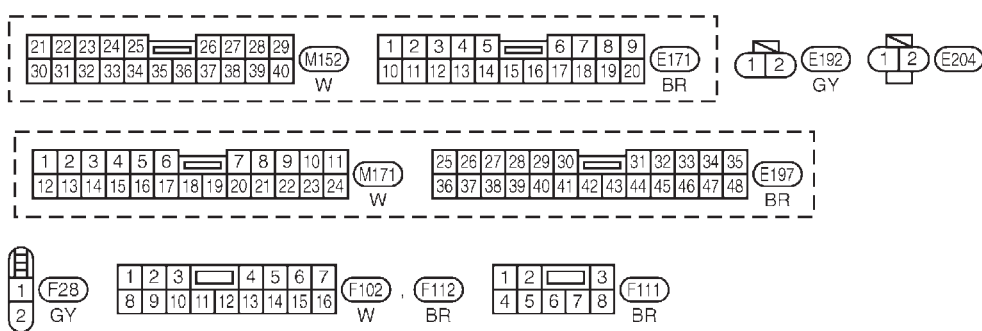 21 22 23 24 25 26 27 28 29 M152
30 31 32 33 34 35 36 37 38 39 40 W
1 2 3 4 5 6 7 8 9 E171
10 11 12 13 14 15 16 17 18 19 20 BR
1 2 E192
GY
1 2 E204
1 2 3 4 5 6 7 8 9 10 11 M171
12 13 14 15 16 17 18 19 20 21 22 23 24 W
25 26 27 28 29 30 31 32 33 34 35 E197
36 37 38 39 40 41 42 43 44 45 46 47 48 BR
1 F28
2 GY
1 2 3 4 5 6 7 F102 , F112
8 9 10 11 12 13 14 15 16 W BR
1 2 3 F111
4 5 6 7 8 BR